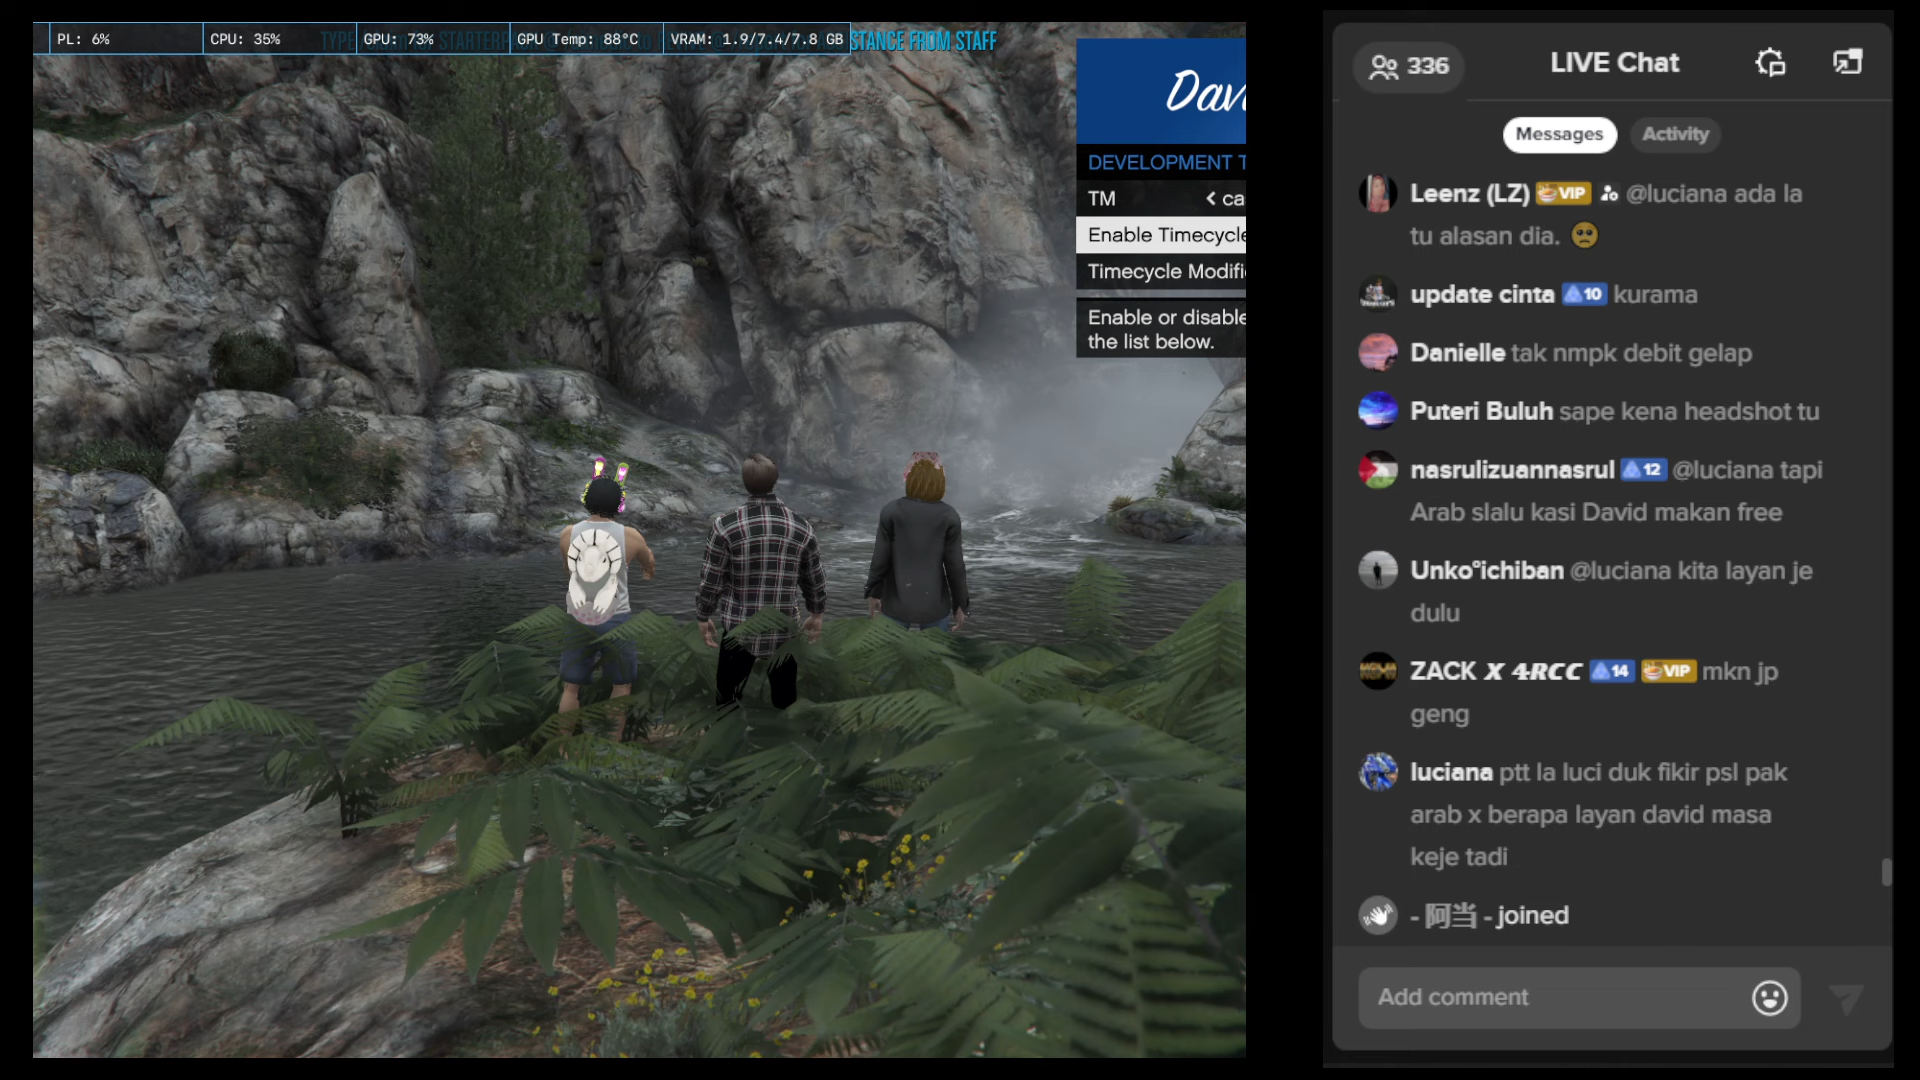 PL: 6%
CPU: 35%
GPU: 73%
GPU Temp: 88°C
VRAM: 1.9/7.4/7.8 GB
STANCE FROM STAFF
Dav
DEVELOPMENT T
TM < ca
Enable Timecycle
Timecycle Modifi
Enable or disable
the list below.
336
LIVE Chat
Messages
Activity
Leenz (LZ) VIP @luciana ada la
tu alasan dia. 🥺
update cinta 10 kurama
Danielle tak nmpk debit gelap
Puteri Buluh sape kena headshot tu
nasrulizuannasrul 12 @luciana tapi
Arab slalu kasi David makan free
Unko°ichiban @luciana kita layan je
dulu
ZACK X 4RCC 14 VIP mkn jp
geng
luciana ptt la luci duk fikir psl pak
arab x berapa layan david masa
keje tadi
- 阿当 - joined
Add comment